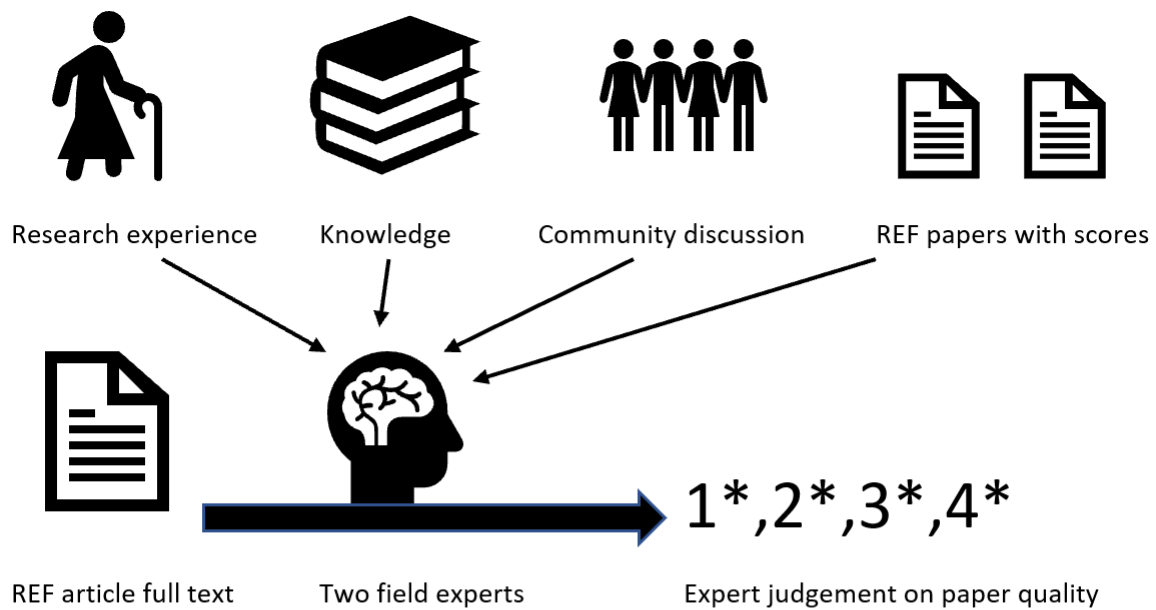 Research experience
Knowledge
Community discussion
REF papers with scores
1*,2*,3*,4*
REF article full text
Two field experts
Expert judgement on paper quality